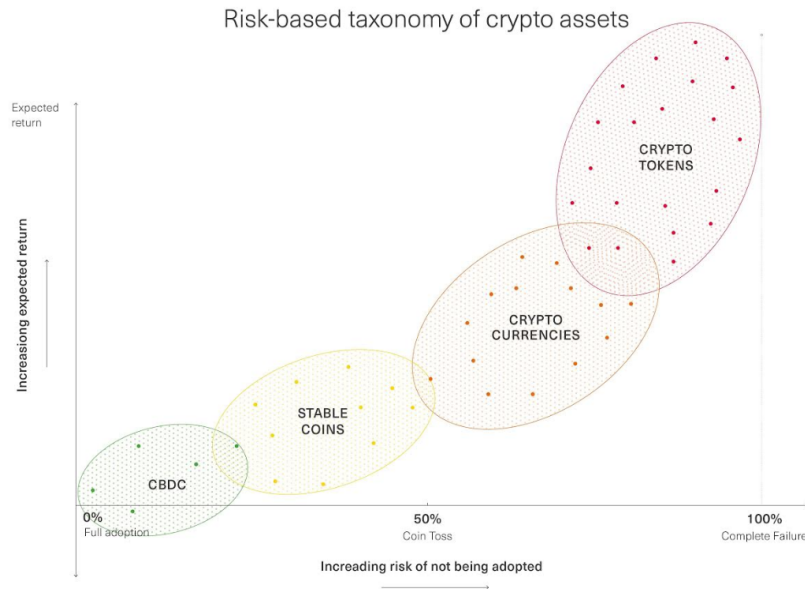 Risk-based taxonomy of crypto assets
Expected
return
Increasiong expected return
CRYPTO
TOKENS
CRYPTO
CURRENCIES
STABLE
COINS
CBDC
0%
Full adoption
50%
Coin Toss
100%
Complete Failure
Increading risk of not being adopted